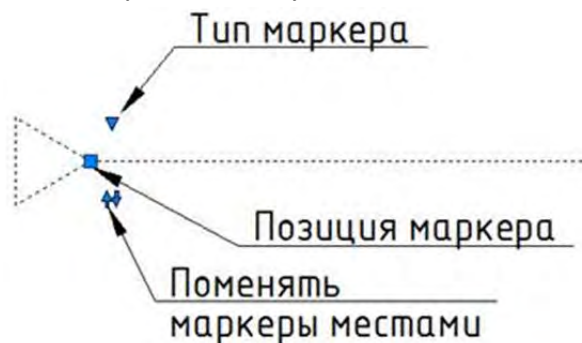 Тип маркера
Позиция маркера
Поменять
маркеры местами